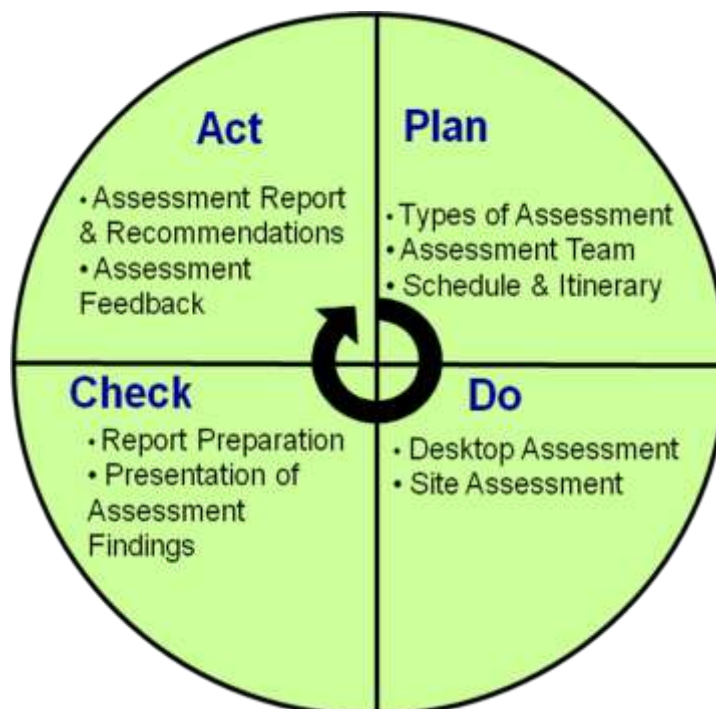 Act
• Assessment Report
& Recommendations
• Assessment
Feedback
Plan
• Types of Assessment
• Assessment Team
• Schedule & Itinerary
Check
• Report Preparation
• Presentation of
Assessment
Findings
Do
• Desktop Assessment
• Site Assessment